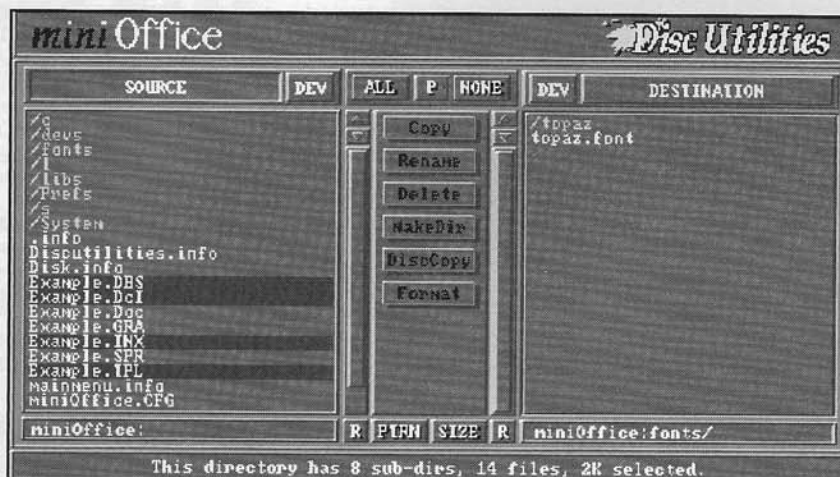 mini Office
Disc Utilities
SOURCE DEV ALL P NONE DEV DESTINATION
/c
/devs
/fonts
/l
/libs
/Prefs
/s
/System
.info
Discutilities.info
Disk.info
Example.DBS
Example.DcI
Example.Doc
Example.GRA
Example.INX
Example.SPR
Example.TPL
mainmenu.info
miniOffice.CFG
Copy
Rename
Delete
MakeDir
DiscCopy
Format
/topaz
topaz.font
miniOffice:
R PTRN SIZE R
miniOffice:fonts/
This directory has 8 sub-dirs, 14 files, 2K selected.